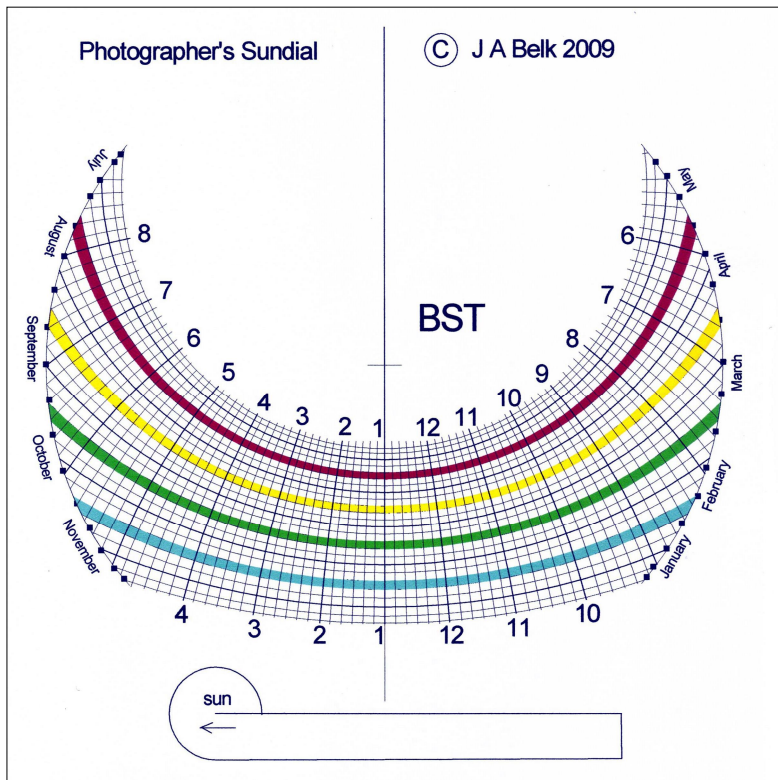 Photographer's Sundial
© J A Belk 2009
July
May
August
8
6
April
7
7
BST
September
6
8
March
5
9
4
3
2
1
12
11
10
October
February
November
January
4
3
2
1
12
11
10
sun